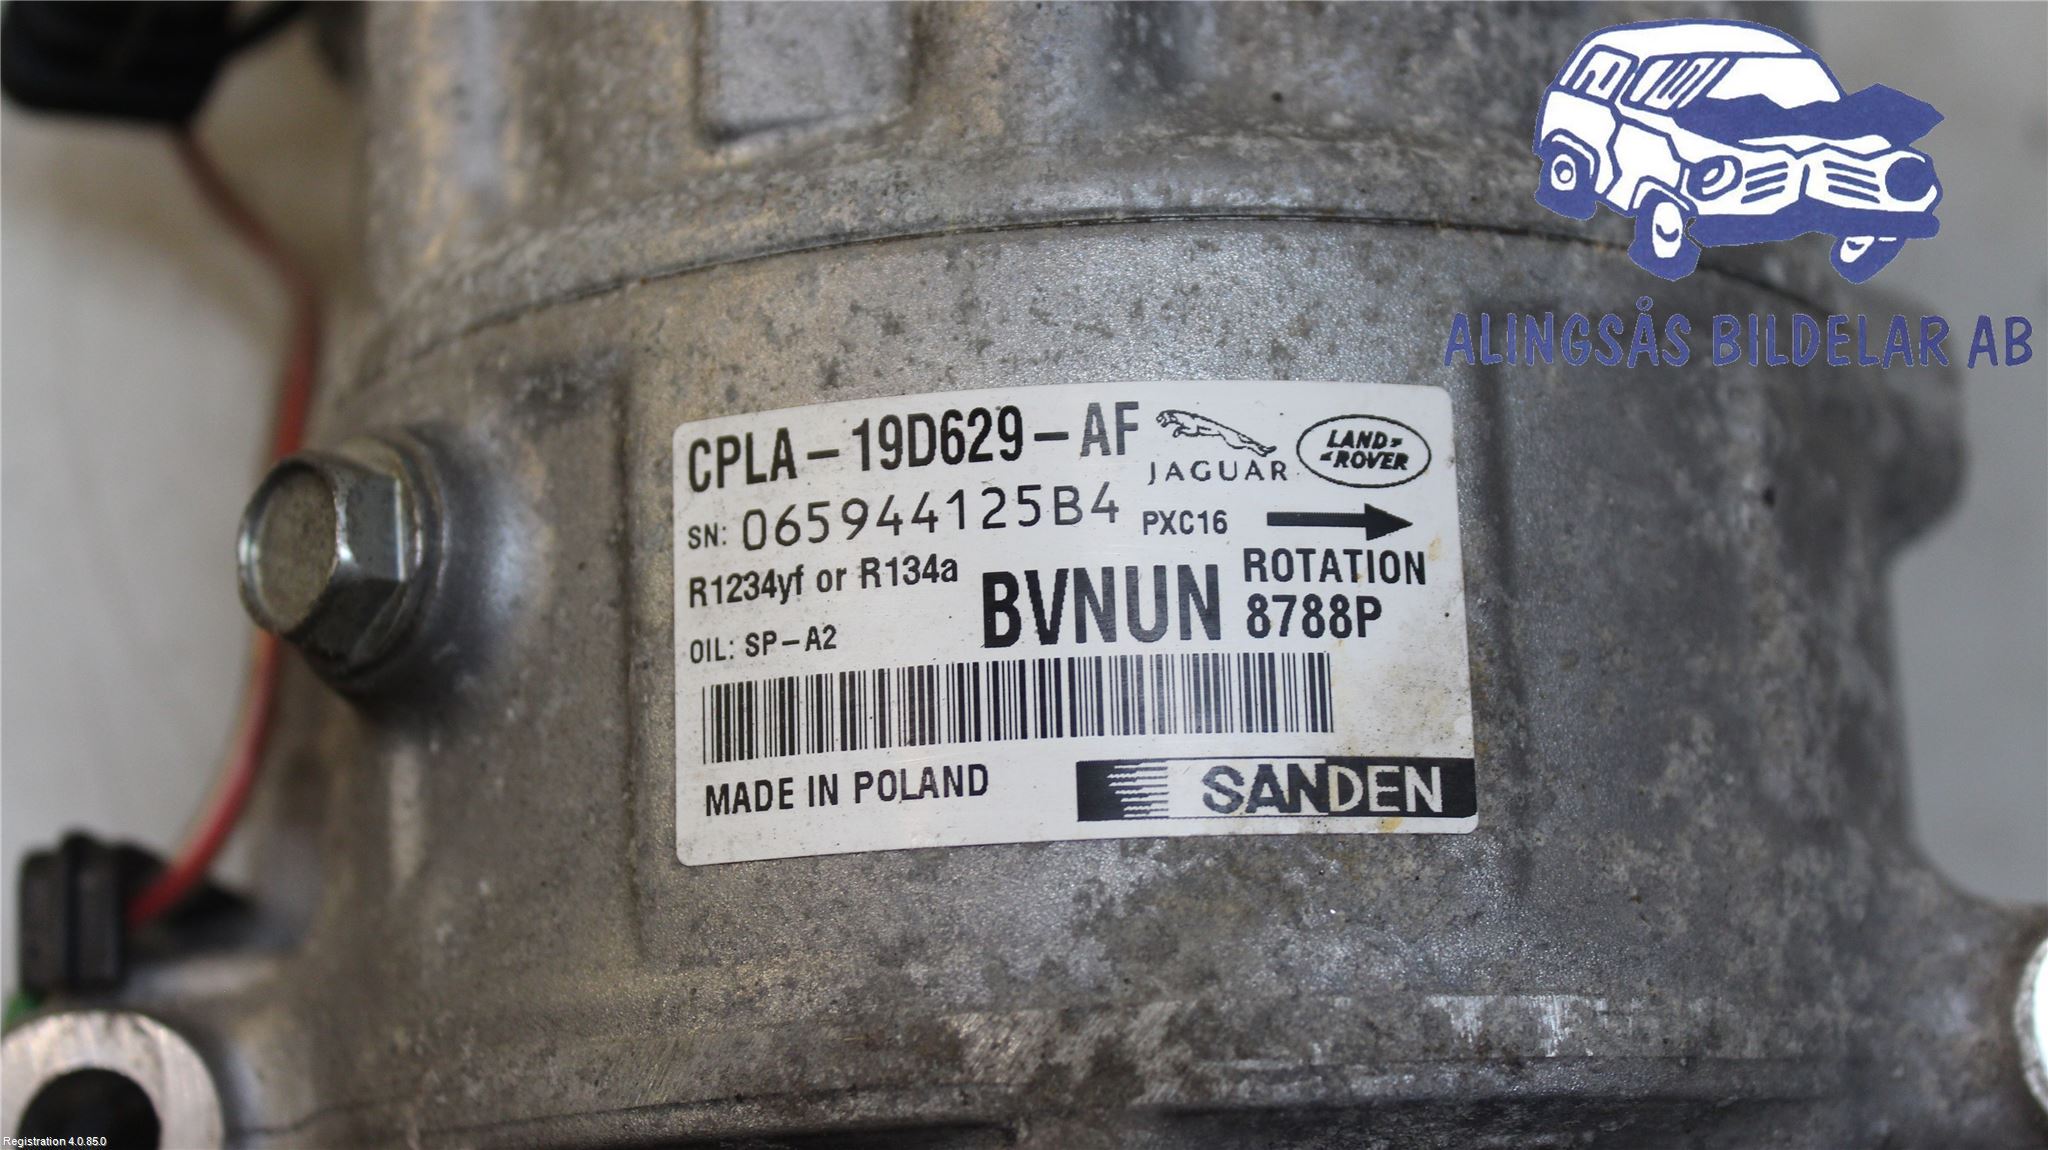 ALINGSÅS BILDELAR AB
CPLA-19D629-AF
JAGUAR
LAND ROVER
SN: 065944125B4
PXC16
R1234yf or R134a
BVNUN
ROTATION
8788P
OIL: SP-A2
MADE IN POLAND
SANDEN
Registration 4.0.85.0